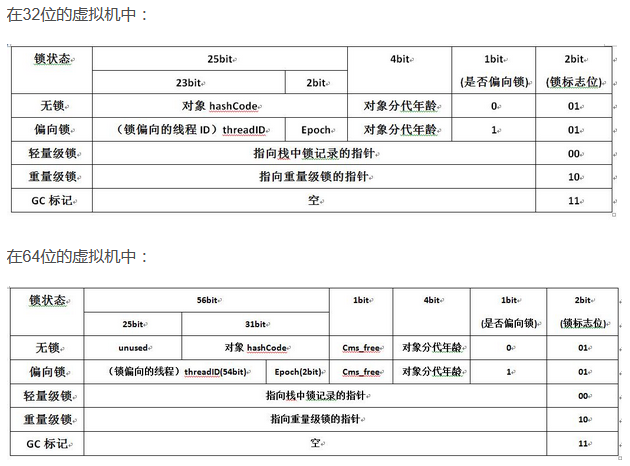 在32位的虚拟机中：
锁状态 25bit 4bit 1bit 2bit
23bit 2bit (是否偏向锁) (锁标志位)
无锁 对象 hashCode 对象分代年龄 0 01
偏向锁 （锁偏向的线程 ID）threadID Epoch 对象分代年龄 1 01
轻量级锁 指向栈中锁记录的指针 00
重量级锁 指向重量级锁的指针 10
GC 标记 空 11
在64位的虚拟机中：
锁状态 56bit 1bit 4bit 1bit 2bit
25bit 31bit (是否偏向锁) (锁标志位)
无锁 unused 对象 hashCode Cms_free 对象分代年龄 0 01
偏向锁 （锁偏向的线程）threadID(54bit) Epoch(2bit) Cms_free 对象分代年龄 1 01
轻量级锁 指向栈中锁记录的指针 00
重量级锁 指向重量级锁的指针 10
GC 标记 空 11